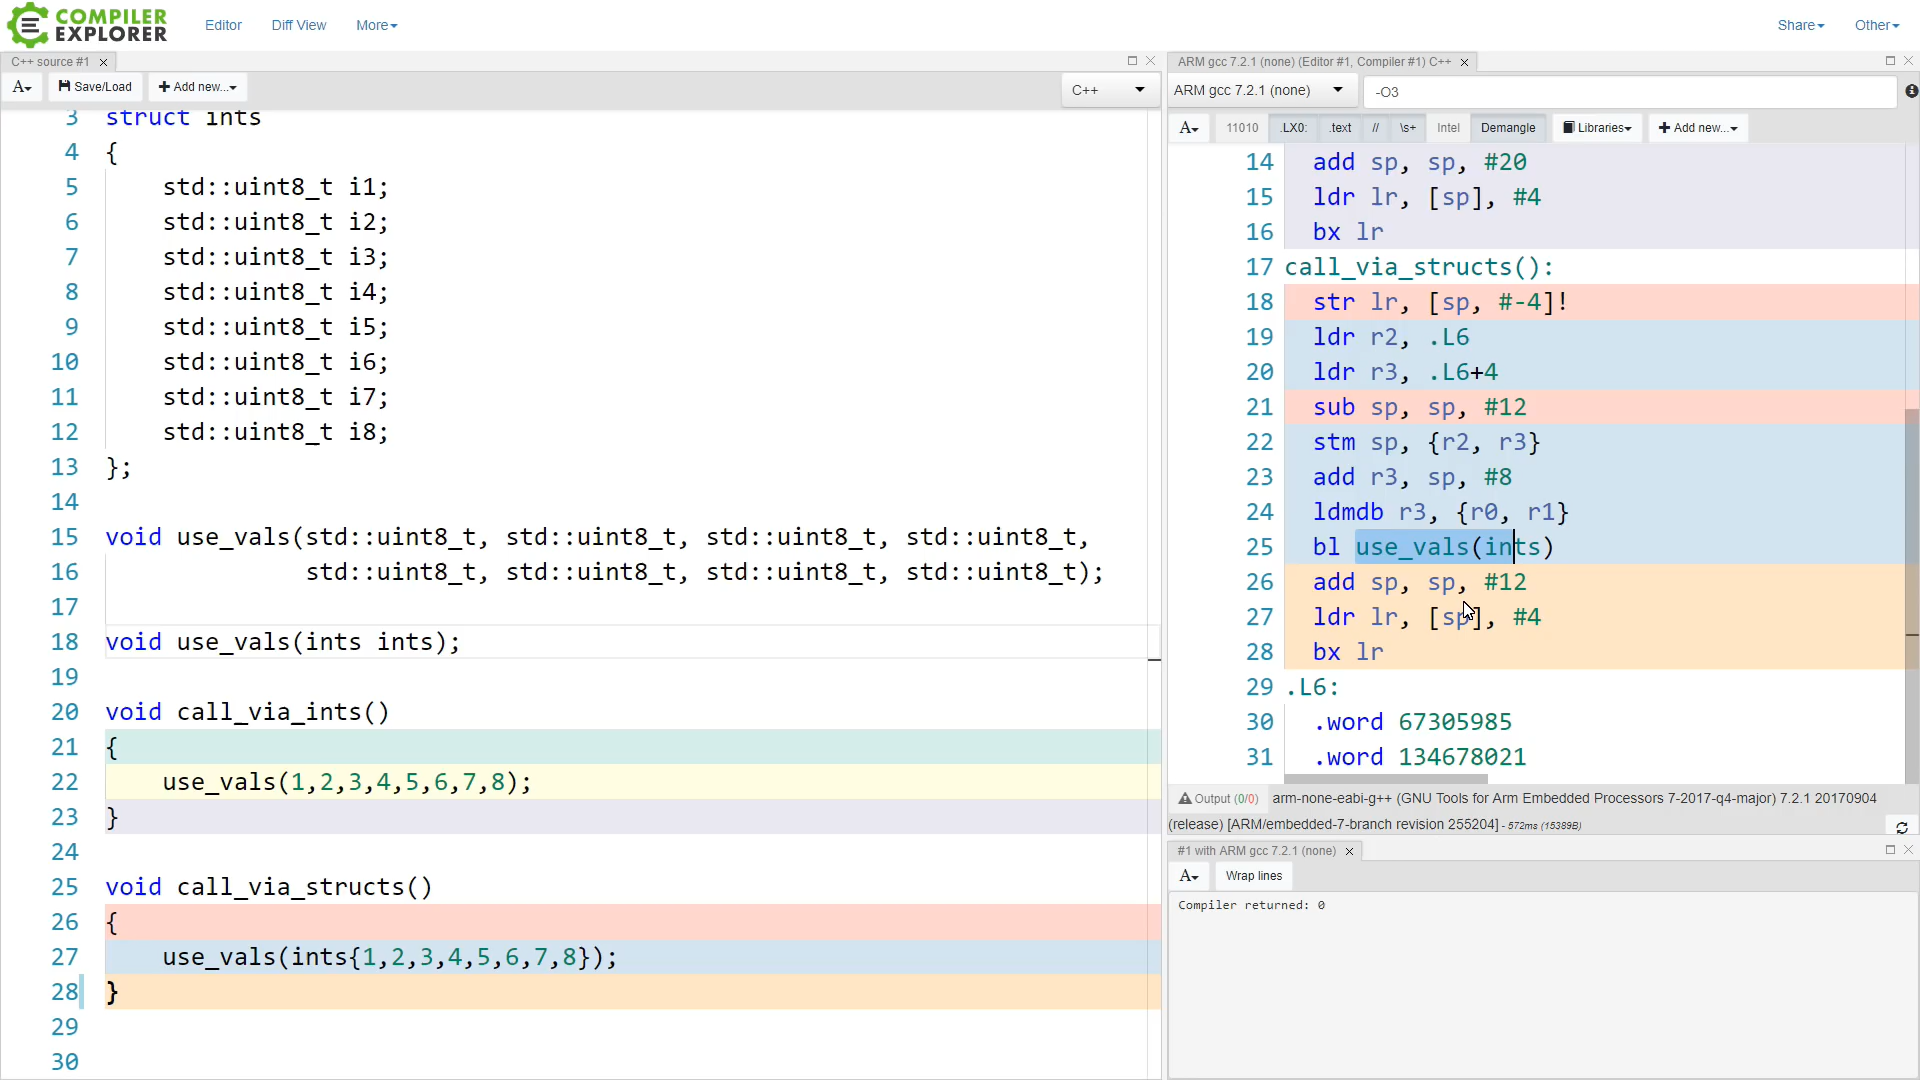 COMPILER
EXPLORER
Editor Diff View More
Share Other
C++ source #1
A Save/Load Add new...
C++
3 struct ints
4 {
5 std::uint8_t i1;
6 std::uint8_t i2;
7 std::uint8_t i3;
8 std::uint8_t i4;
9 std::uint8_t i5;
10 std::uint8_t i6;
11 std::uint8_t i7;
12 std::uint8_t i8;
13 };
14
15 void use_vals(std::uint8_t, std::uint8_t, std::uint8_t, std::uint8_t,
16 std::uint8_t, std::uint8_t, std::uint8_t, std::uint8_t);
17
18 void use_vals(ints ints);
19
20 void call_via_ints()
21 {
22 use_vals(1,2,3,4,5,6,7,8);
23 }
24
25 void call_via_structs()
26 {
27 use_vals(ints{1,2,3,4,5,6,7,8});
28 }
29
30
ARM gcc 7.2.1 (none) (Editor #1, Compiler #1) C++
ARM gcc 7.2.1 (none) -O3
A 11010 .LX0: .text // \s+ Intel Demangle Libraries Add new...
14 add sp, sp, #20
15 ldr lr, [sp], #4
16 bx lr
17 call_via_structs():
18 str lr, [sp, #-4]!
19 ldr r2, .L6
20 ldr r3, .L6+4
21 sub sp, sp, #12
22 stm sp, {r2, r3}
23 add r3, sp, #8
24 ldmdb r3, {r0, r1}
25 bl use_vals(ints)
26 add sp, sp, #12
27 ldr lr, [sp], #4
28 bx lr
29 .L6:
30 .word 67305985
31 .word 134678021
Output (0/0) arm-none-eabi-g++ (GNU Tools for Arm Embedded Processors 7-2017-q4-major) 7.2.1 20170904
(release) [ARM/embedded-7-branch revision 255204] - 572ms (15389B)
#1 with ARM gcc 7.2.1 (none)
A Wrap lines
Compiler returned: 0